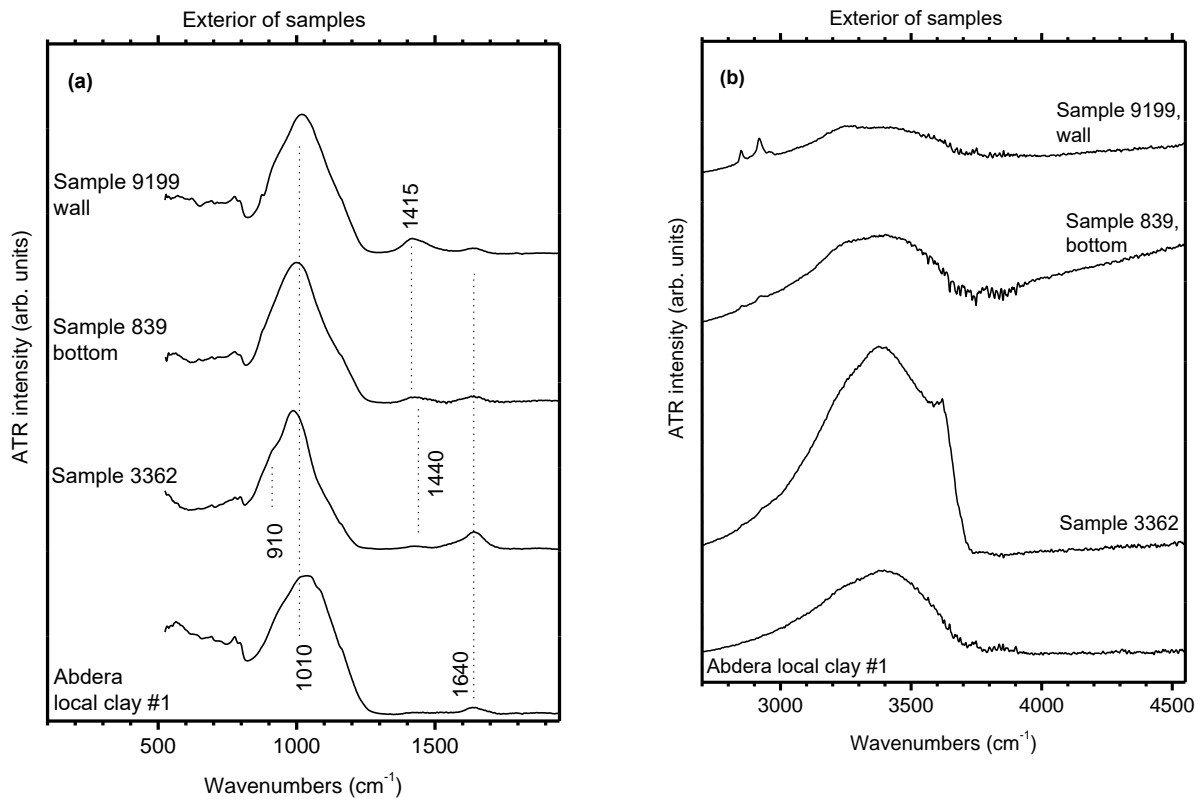 Exterior of samples
(a)
Sample 9199
wall
1415
Sample 839
bottom
Sample 3362
1440
910
Abdera
local clay #1
1010
1640
500
1000
1500
Wavenumbers (cm-1)
ATR intensity (arb. units)
Exterior of samples
(b)
Sample 9199,
wall
Sample 839,
bottom
Sample 3362
Abdera local clay #1
3000
3500
4000
4500
Wavenumbers (cm-1)
ATR intensity (arb. units)